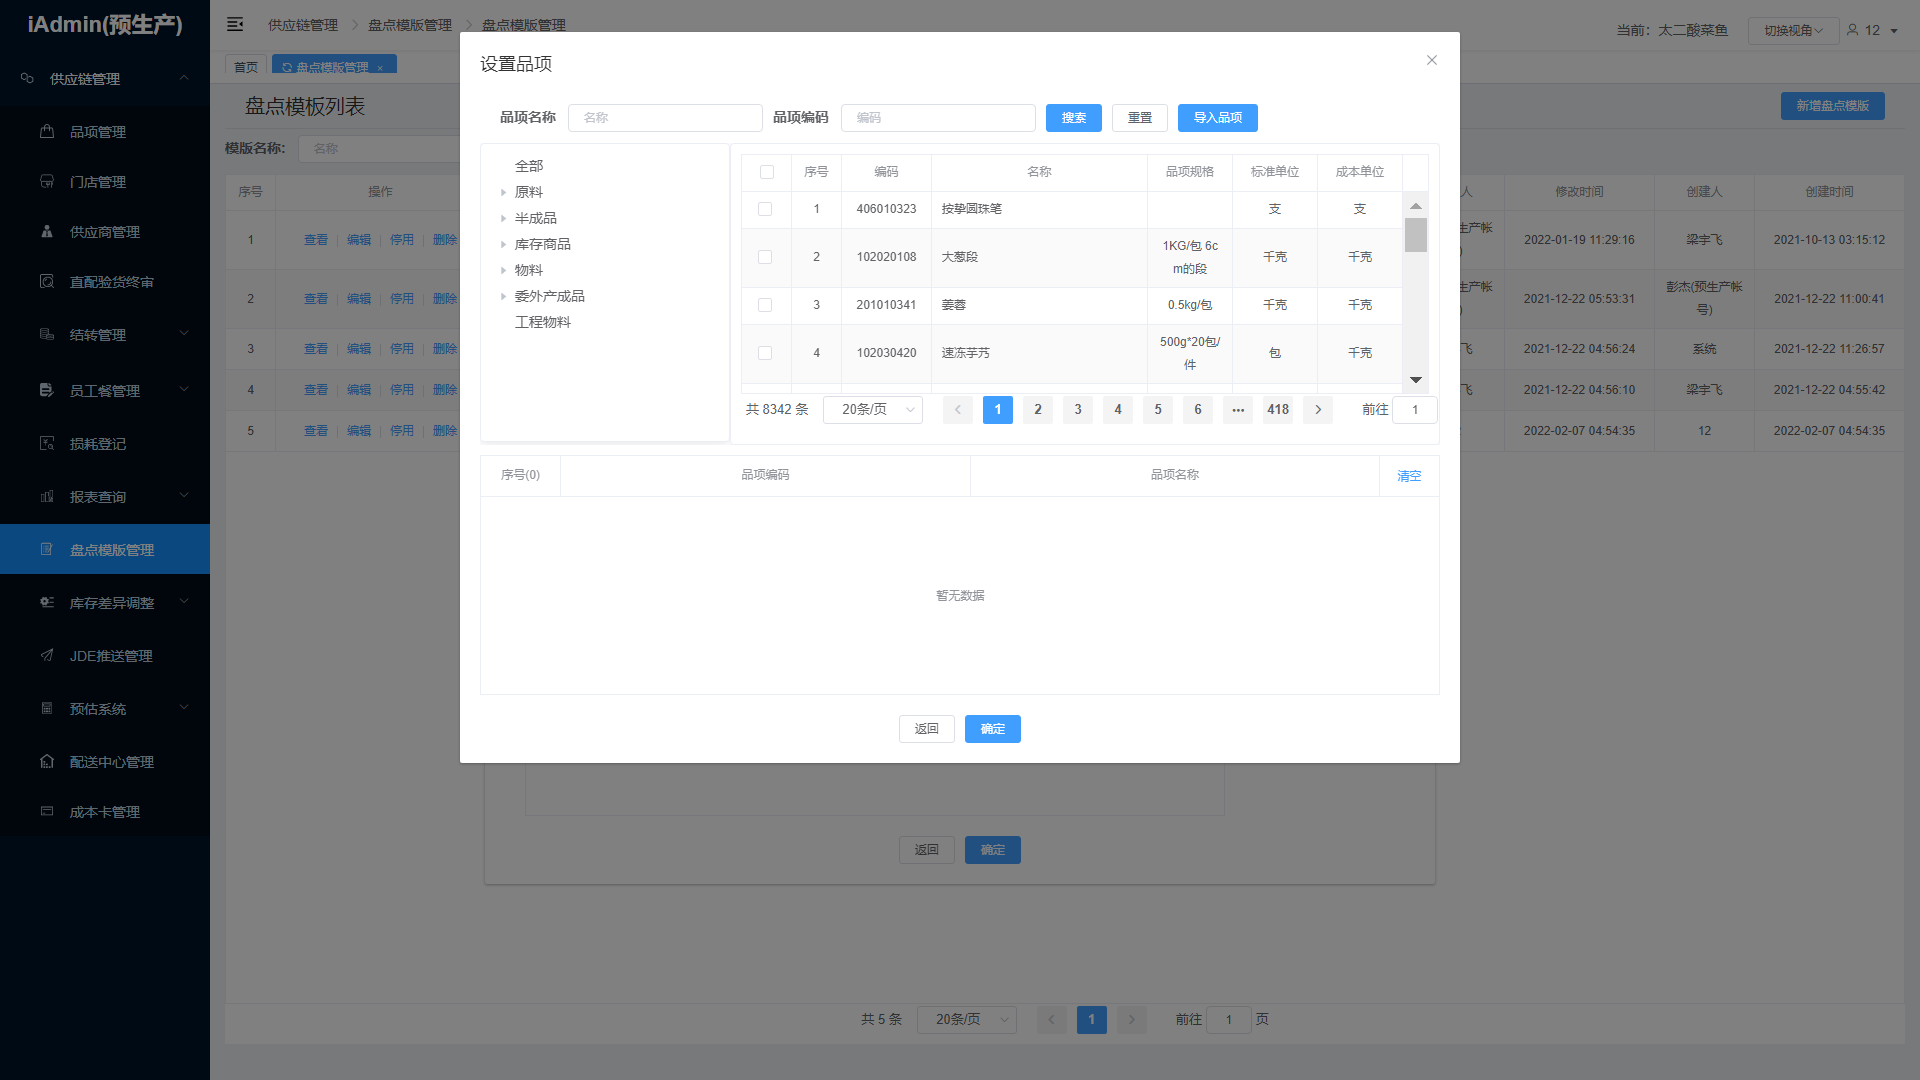 iAdmin(预生产)
供应链管理
品项管理
门店管理
供应商管理
直配验货终审
结转管理
员工餐管理
损耗登记
报表查询
盘点模版管理
库存差异调整
JDE推送管理
预估系统
配送中心管理
成本卡管理
供应链管理 盘点模版管理 盘点模版管理
当前：太二酸菜鱼 切换视角 12
首页 盘点模版管理 ×
盘点模板列表
新增盘点模版
模版名称： 名称
序号 操作 人 修改时间 创建人 创建时间
1 查看 编辑 停用 删除 生产帐 ) 2022-01-19 11:29:16 梁宇飞 2021-10-13 03:15:12
2 查看 编辑 停用 删除 生产帐 ) 2021-12-22 05:53:31 彭杰(预生产帐号) 2021-12-22 11:00:41
3 查看 编辑 停用 删除 飞 2021-12-22 04:56:24 系统 2021-12-22 11:26:57
4 查看 编辑 停用 删除 飞 2021-12-22 04:56:10 梁宇飞 2021-12-22 04:55:42
5 查看 编辑 停用 删除 2022-02-07 04:54:35 12 2022-02-07 04:54:35
设置品项
品项名称 名称 品项编码 编码 搜索 重置 导入品项
全部
原料
半成品
库存商品
物料
委外产成品
工程物料
序号 编码 名称 品项规格 标准单位 成本单位
1 406010323 按挚圆珠笔 支 支
2 102020108 大葱段 1KG/包 6cm的段 千克 千克
3 201010341 姜蓉 0.5kg/包 千克 千克
4 102030420 速冻芋艿 500g*20包/件 包 千克
共 8342 条 20条/页 1 2 3 4 5 6 ••• 418 前往 1
序号(0) 品项编码 品项名称 清空
暂无数据
返回 确定
返回 确定
共 5 条 20条/页 1 前往 1 页